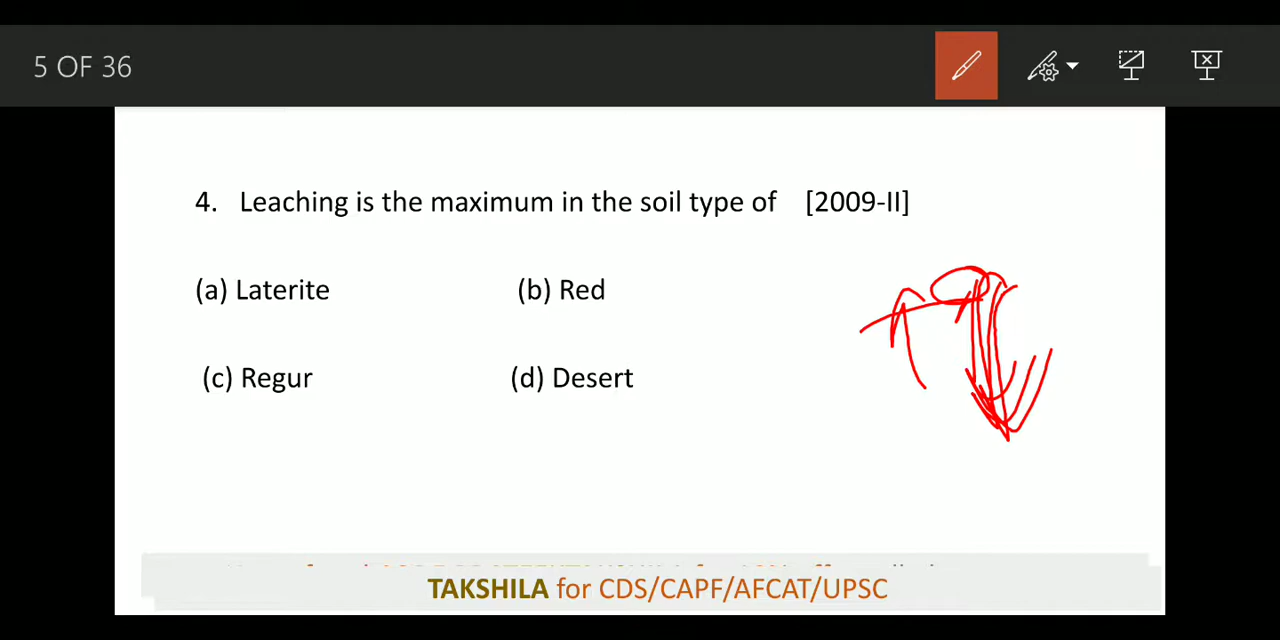 5 OF 36
4. Leaching is the maximum in the soil type of [2009-II]
(a) Laterite (b) Red
(c) Regur (d) Desert
TAKSHILA for CDS/CAPF/AFCAT/UPSC